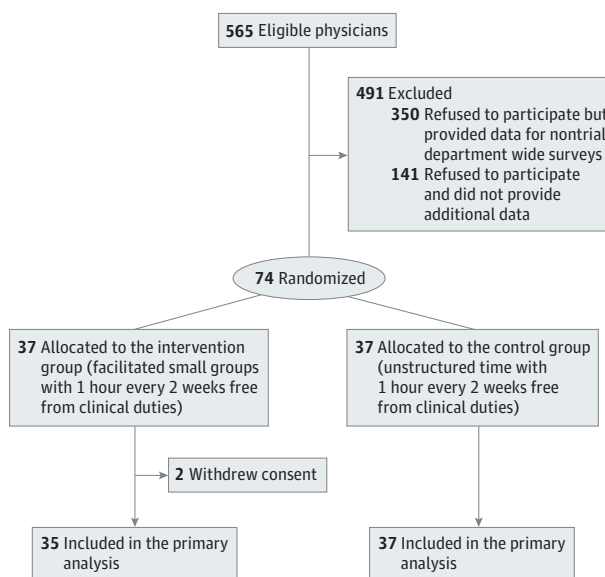 565 Eligible physicians
491 Excluded
350 Refused to participate but
provided data for nontrial
department wide surveys
141 Refused to participate
and did not provide
additional data
74 Randomized
37 Allocated to the intervention
group (facilitated small groups
with 1 hour every 2 weeks free
from clinical duties)
37 Allocated to the control group
(unstructured time with
1 hour every 2 weeks free
from clinical duties)
2 Withdrew consent
35 Included in the primary
analysis
37 Included in the primary
analysis